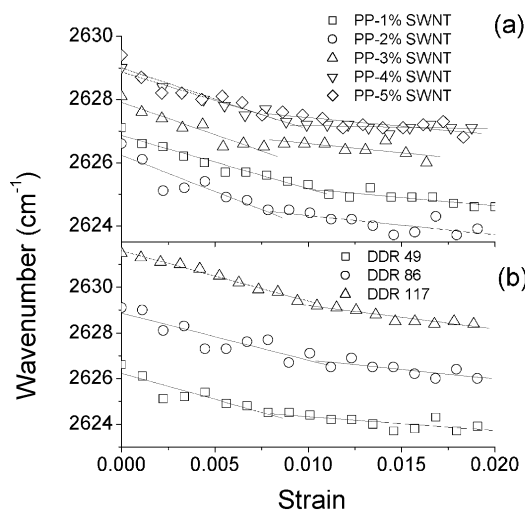 (a)
PP-1% SWNT
PP-2% SWNT
PP-3% SWNT
PP-4% SWNT
PP-5% SWNT
2630
2628
2626
2624
(b)
DDR 49
DDR 86
DDR 117
2630
2628
2626
2624
0.000 0.005 0.010 0.015 0.020
Strain
Wavenumber (cm⁻¹)